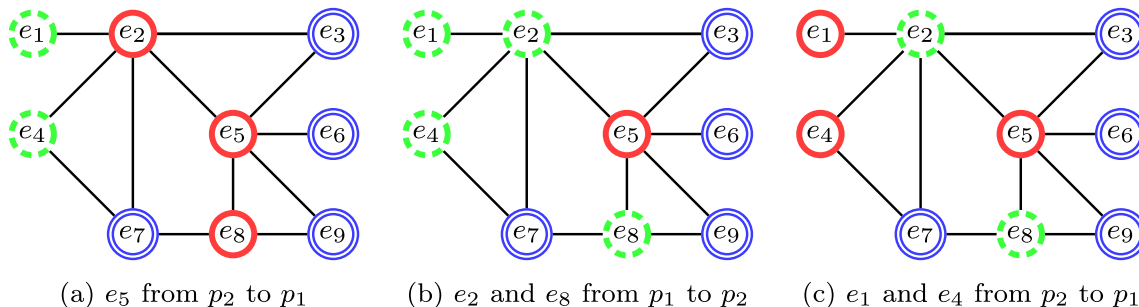 e1 e2 e3 e1 e2 e3 e1 e2 e3
e4 e5 e6 e4 e5 e6 e4 e5 e6
e7 e8 e9 e7 e8 e9 e7 e8 e9
(a) e5 from p2 to p1 (b) e2 and e8 from p1 to p2 (c) e1 and e4 from p2 to p1